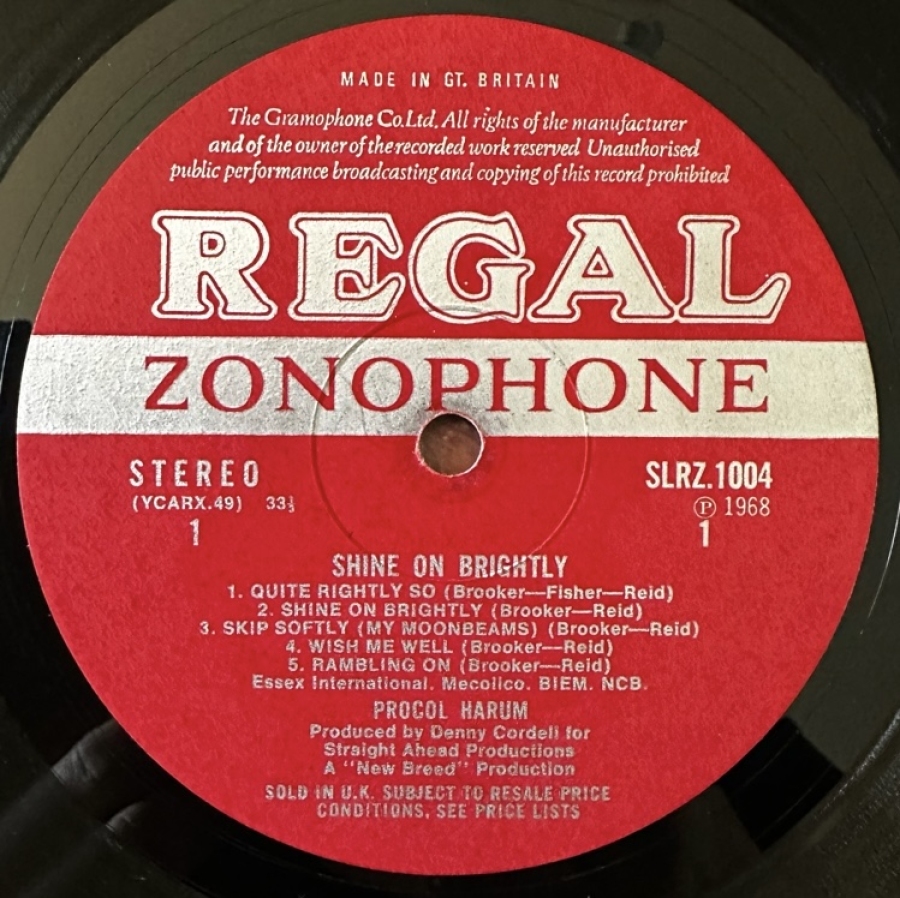 MADE IN GT. BRITAIN
The Gramophone Co. Ltd. All rights of the manufacturer
and of the owner of the recorded work reserved Unauthorised
public performance broadcasting and copying of this record prohibited
REGAL
ZONOPHONE
STEREO SLRZ.1004
(YCARX.49) 33⅓ Ⓟ 1968
1 1
SHINE ON BRIGHTLY
1. QUITE RIGHTLY SO (Brooker—Fisher—Reid)
2. SHINE ON BRIGHTLY (Brooker—Reid)
3. SKIP SOFTLY (MY MOONBEAMS) (Brooker—Reid)
4. WISH ME WELL (Brooker—Reid)
5. RAMBLING ON (Brooker—Reid)
Essex International. Mecolico. BIEM. NCB.
PROCOL HARUM
Produced by Denny Cordell for
Straight Ahead Productions
A "New Breed" Production
SOLD IN U.K. SUBJECT TO RESALE PRICE
CONDITIONS, SEE PRICE LISTS